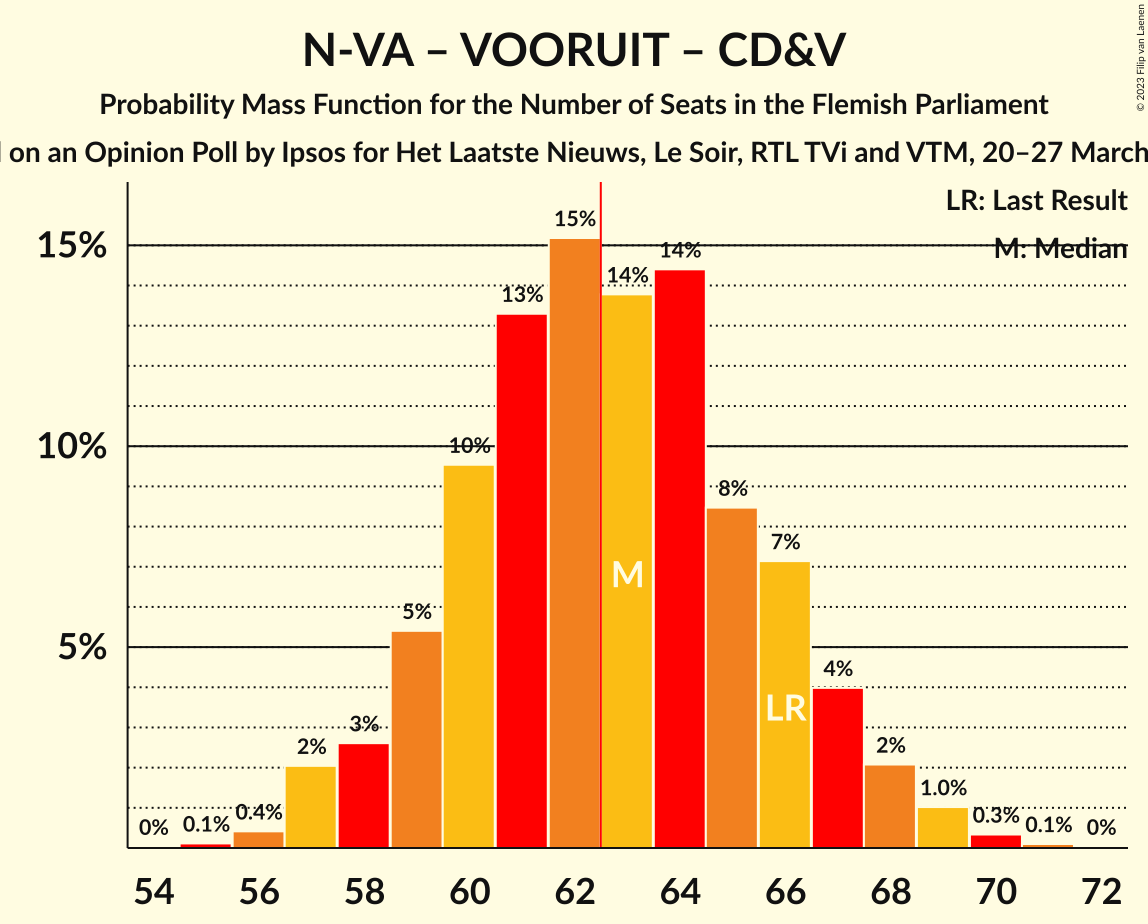 © 2023 Filip van Laenen
N-VA – VOORUIT – CD&V
Probability Mass Function for the Number of Seats in the Flemish Parliament
on an Opinion Poll by Ipsos for Het Laatste Nieuws, Le Soir, RTL TVi and VTM, 20–27 March
LR: Last Result
M: Median
15%
10%
5%
0%
0.1%
0.4%
2%
3%
5%
10%
13%
15%
14%
14%
8%
7%
4%
2%
1.0%
0.3%
0.1%
0%
M
LR
54 56 58 60 62 64 66 68 70 72